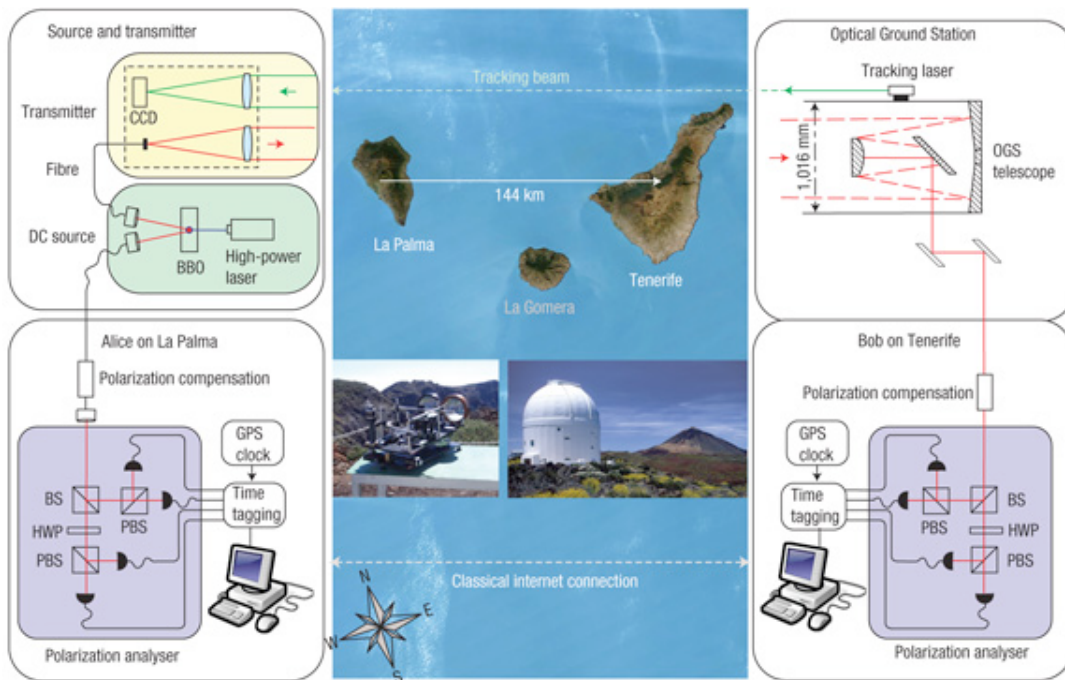 Source and transmitter
Transmitter
CCD
Fibre
DC source
BBO
High-power
laser
Alice on La Palma
Polarization compensation
GPS
clock
BS
Time
tagging
PBS
HWP
PBS
Polarization analyser
Tracking beam
144 km
La Palma
Tenerife
La Gomera
Classical internet connection
N
E
W
S
Optical Ground Station
Tracking laser
1,016 mm
OGS
telescope
Bob on Tenerife
Polarization compensation
GPS
clock
Time
tagging
BS
PBS
HWP
PBS
Polarization analyser